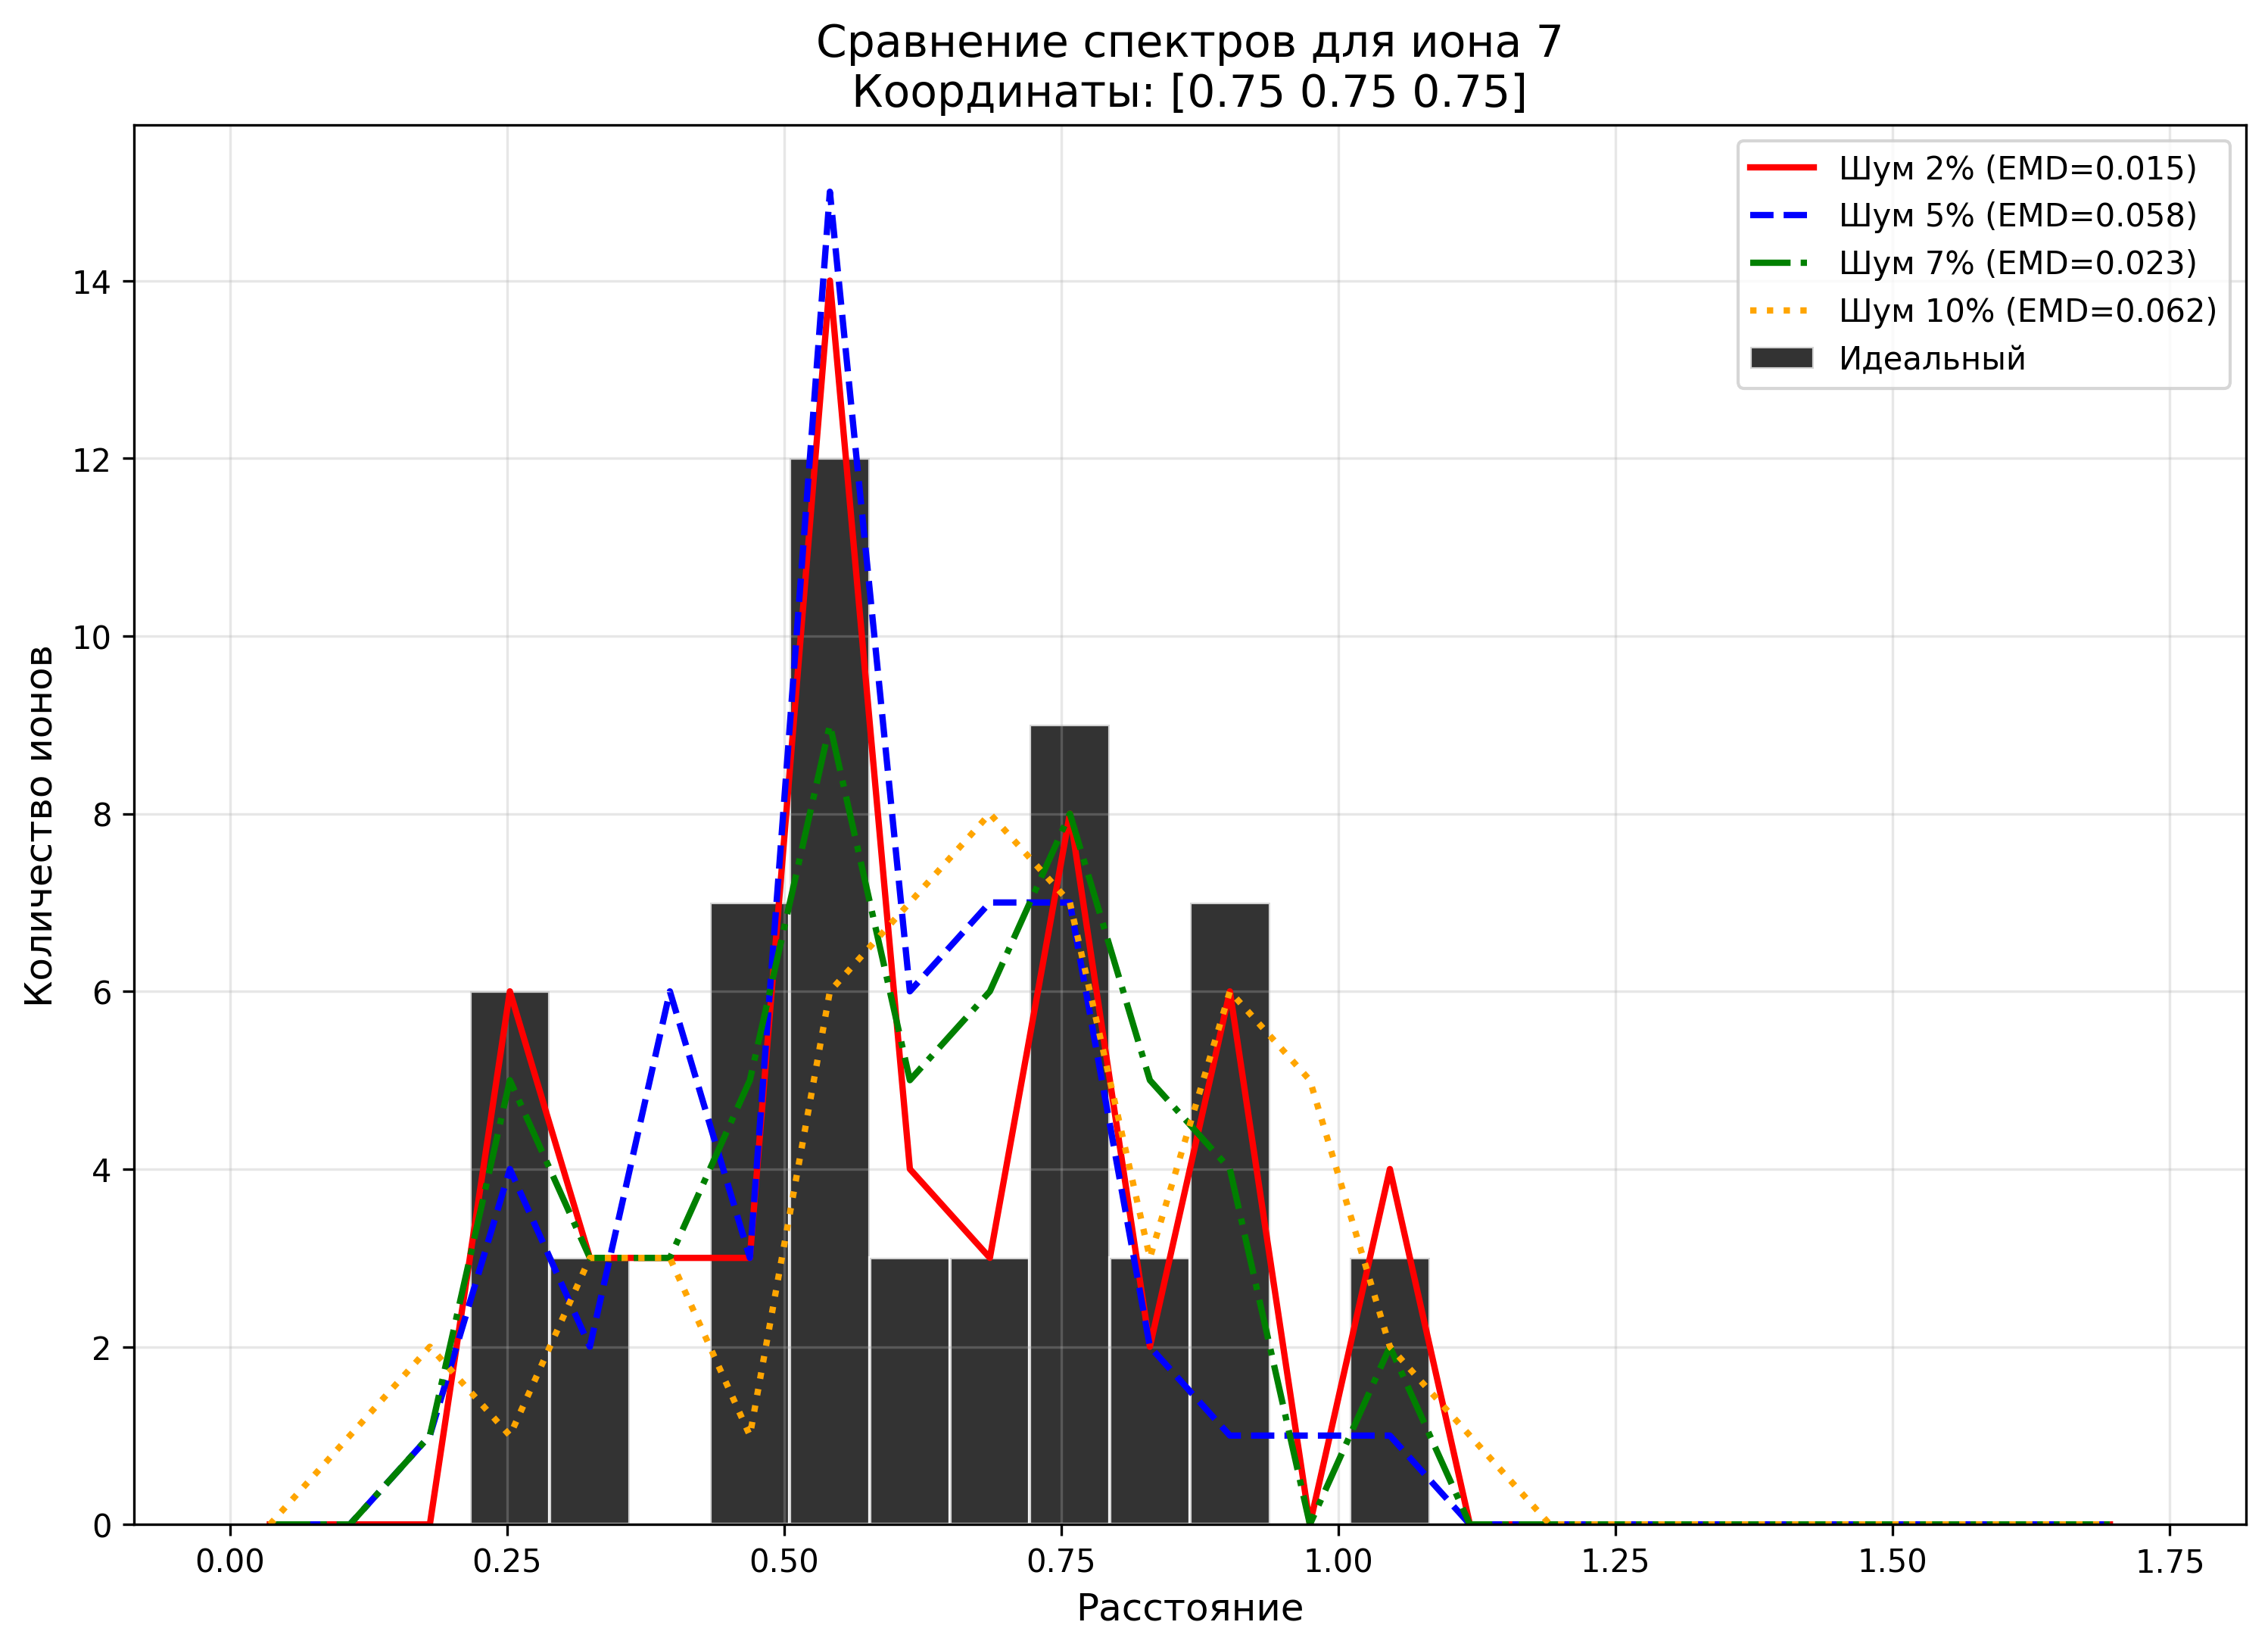 Сравнение спектров для иона 7
Координаты: [0.75 0.75 0.75]
Шум 2% (EMD=0.015)
Шум 5% (EMD=0.058)
Шум 7% (EMD=0.023)
Шум 10% (EMD=0.062)
Идеальный
Количество ионов
14
12
10
8
6
4
2
0
0.00 0.25 0.50 0.75 1.00 1.25 1.50 1.75
Расстояние